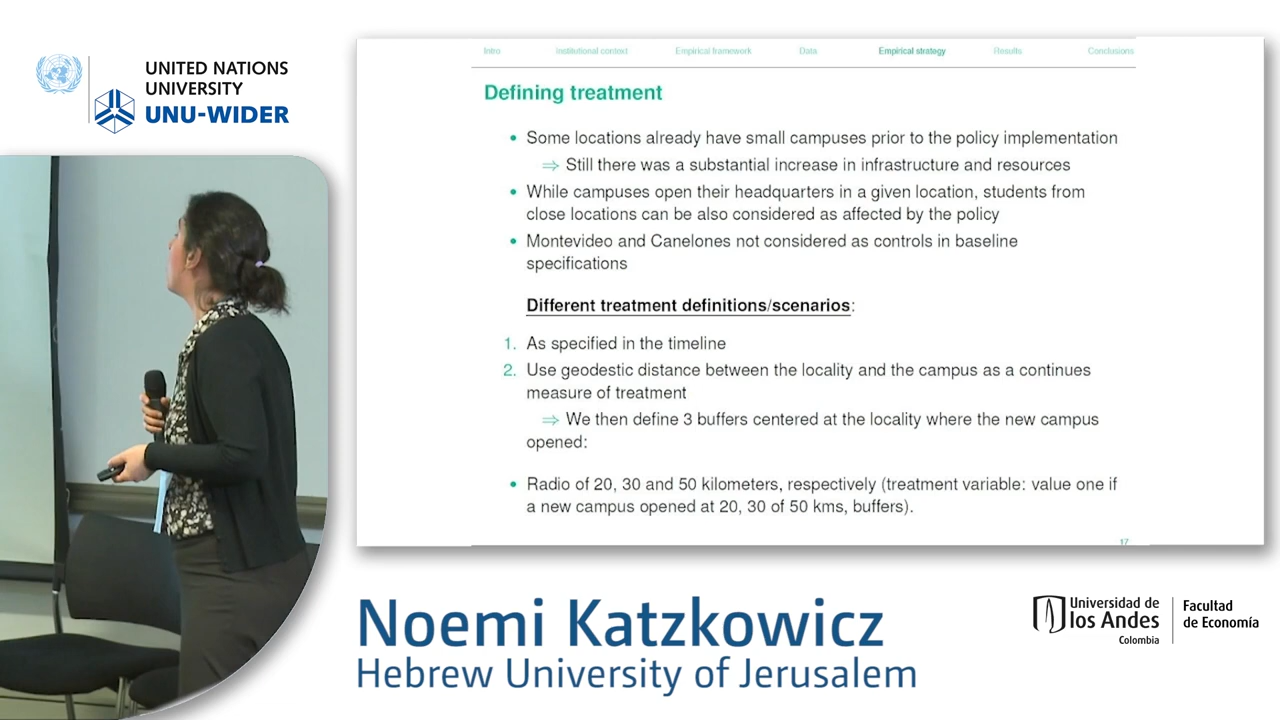 UNITED NATIONS
UNIVERSITY
UNU-WIDER
Intro Institutional context Empirical framework Data Empirical strategy Results Conclusions
Defining treatment
• Some locations already have small campuses prior to the policy implementation
⇒ Still there was a substantial increase in infrastructure and resources
• While campuses open their headquarters in a given location, students from
close locations can be also considered as affected by the policy
• Montevideo and Canelones not considered as controls in baseline
specifications
Different treatment definitions/scenarios:
1. As specified in the timeline
2. Use geodestic distance between the locality and the campus as a continues
measure of treatment
⇒ We then define 3 buffers centered at the locality where the new campus
opened:
• Radio of 20, 30 and 50 kilometers, respectively (treatment variable: value one if
a new campus opened at 20, 30 of 50 kms, buffers).
17
Noemi Katzkowicz
Hebrew University of Jerusalem
Universidad de
los Andes
Colombia
Facultad
de Economía